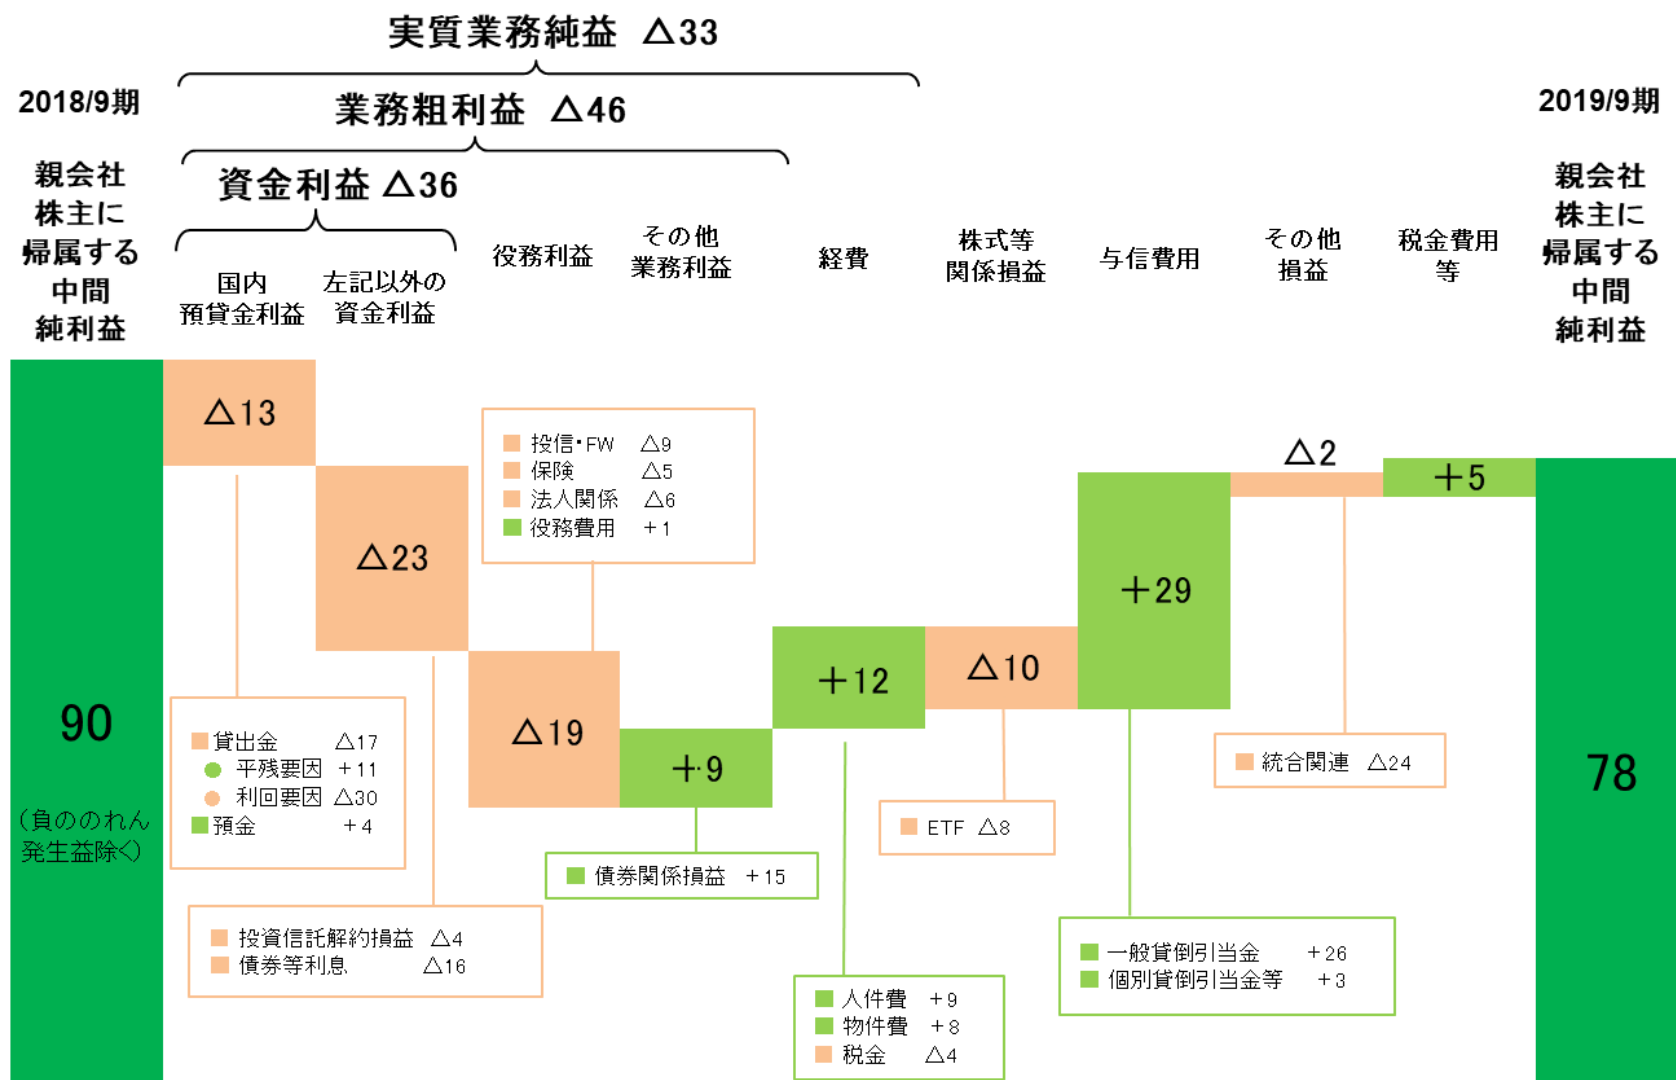 実質業務純益 △33
2018/9期
業務粗利益 △46
2019/9期
親会社
株主に
帰属する
中間
純利益
資金利益 △36
国内
預貸金利益
左記以外の
資金利益
役務利益
その他
業務利益
経費
株式等
関係損益
与信費用
その他
損益
税金費用
等
親会社
株主に
帰属する
中間
純利益
90
(負ののれん
発生益除く)
△13
△23
△19
+9
+12
△10
+29
△2
+5
78
投信・FW △9
保険 △5
法人関係 △6
役務費用 +1
貸出金 △17
平残要因 +11
利回要因 △30
預金 +4
投資信託解約損益 △4
債券等利息 △16
債券関係損益 +15
人件費 +9
物件費 +8
税金 △4
ETF △8
一般貸倒引当金 +26
個別貸倒引当金等 +3
統合関連 △24